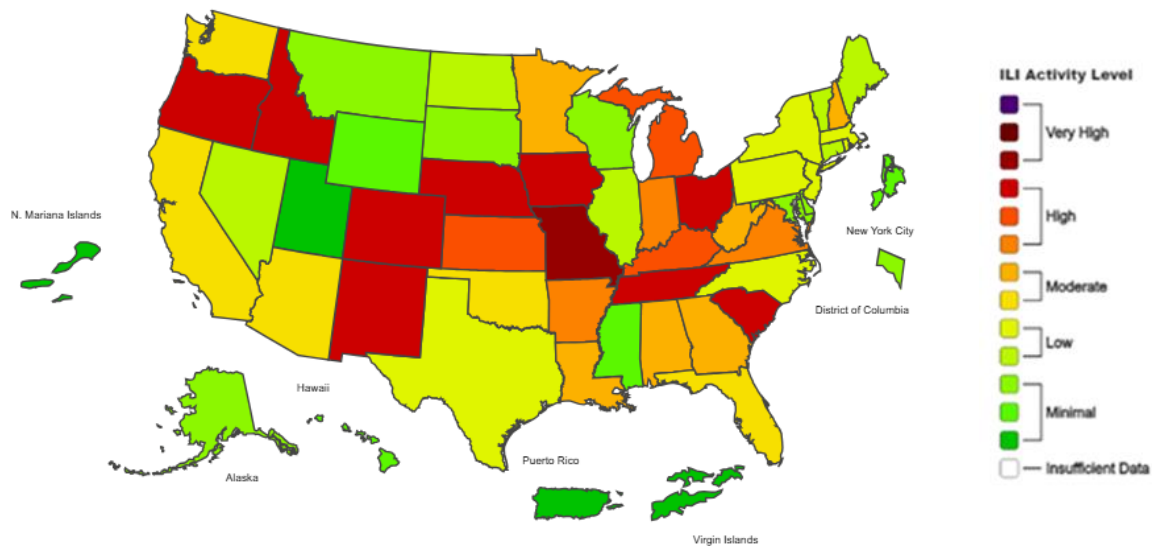 ILI Activity Level
Very High
High
Moderate
Low
Minimal
Insufficient Data
N. Mariana Islands
New York City
District of Columbia
Hawaii
Alaska
Puerto Rico
Virgin Islands